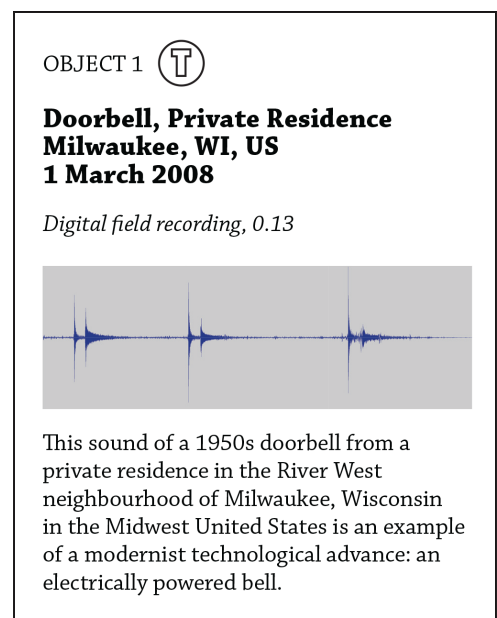 OBJECT 1 T
Doorbell, Private Residence
Milwaukee, WI, US
1 March 2008
Digital field recording, 0.13
This sound of a 1950s doorbell from a
private residence in the River West
neighbourhood of Milwaukee, Wisconsin
in the Midwest United States is an example
of a modernist technological advance: an
electrically powered bell.